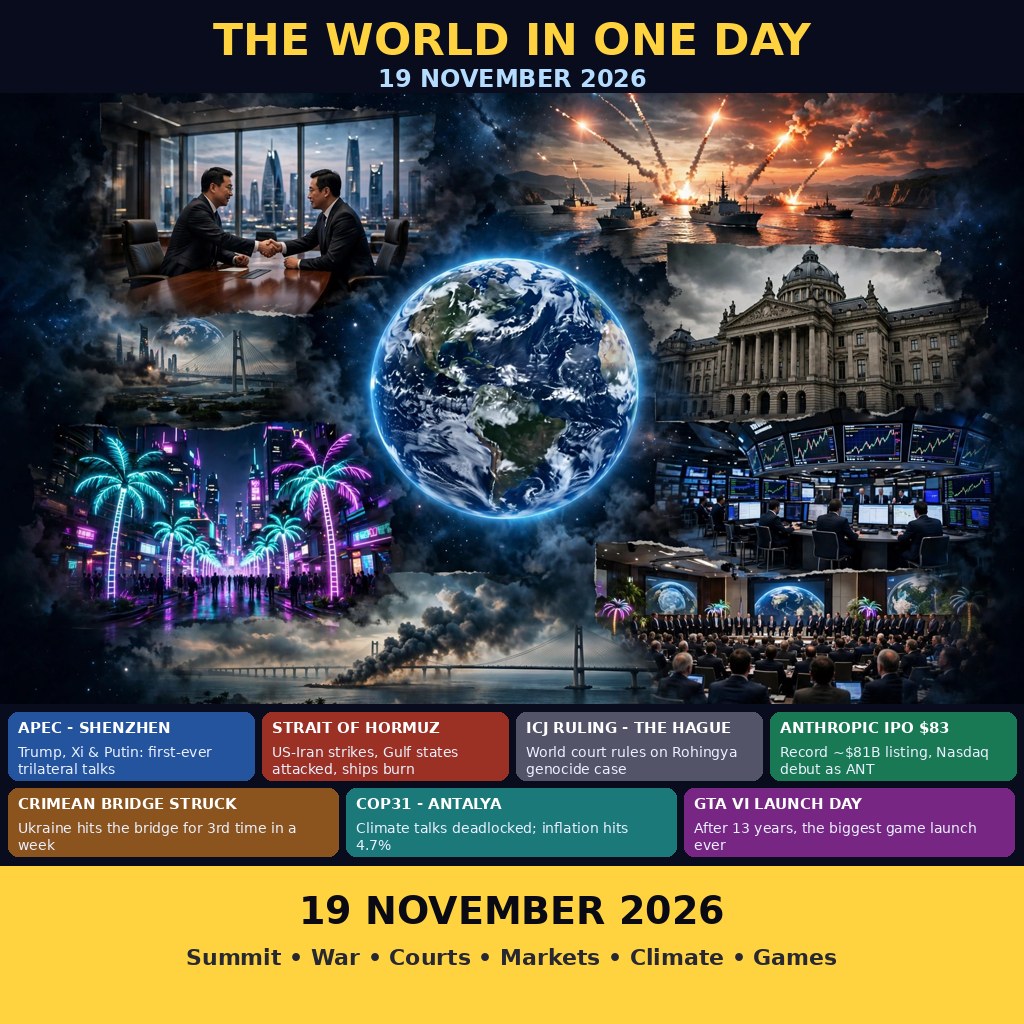 THE WORLD IN ONE DAY
19 NOVEMBER 2026
APEC - SHENZHEN
Trump, Xi & Putin: first-ever
trilateral talks
STRAIT OF HORMUZ
US-Iran strikes, Gulf states
attacked, ships burn
ICJ RULING - THE HAGUE
World court rules on Rohingya
genocide case
ANTHROPIC IPO $83
Record ~$81B listing, Nasdaq
debut as ANT
CRIMEAN BRIDGE STRUCK
Ukraine hits the bridge for 3rd time in a
week
COP31 - ANTALYA
Climate talks deadlocked; inflation hits
4.7%
GTA VI LAUNCH DAY
After 13 years, the biggest game launch
ever
19 NOVEMBER 2026
Summit • War • Courts • Markets • Climate • Games